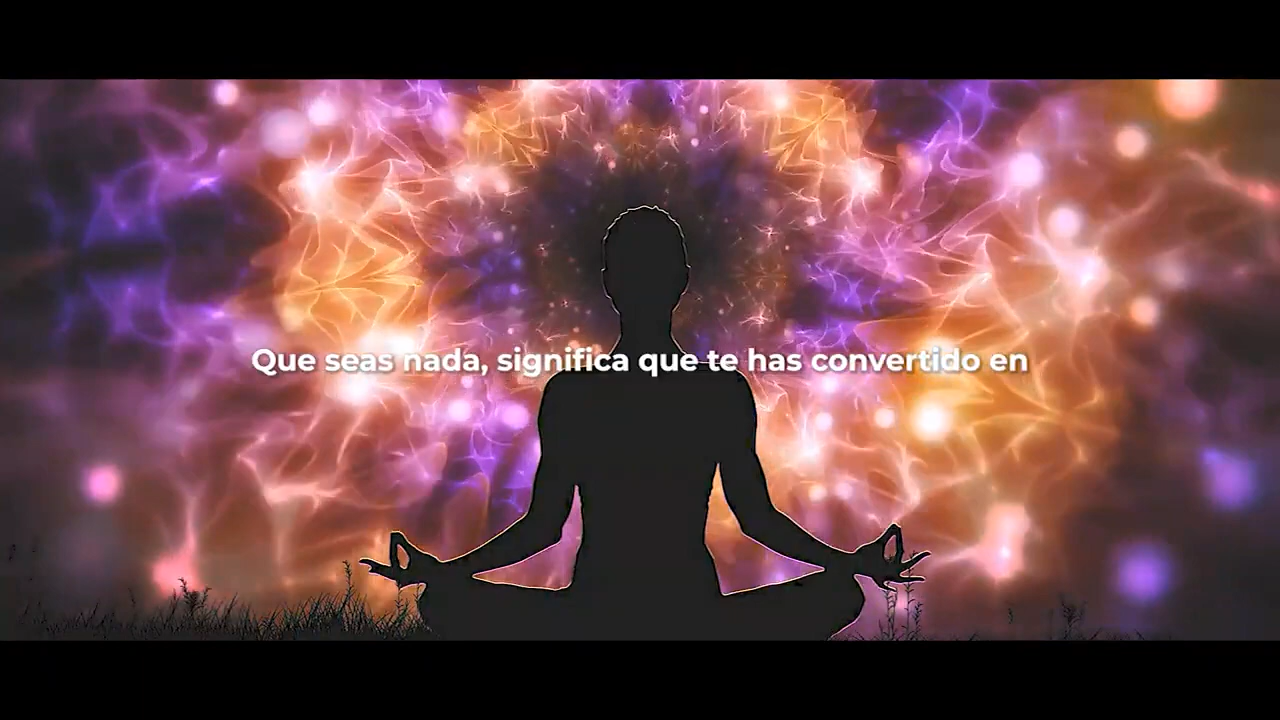 Que seas nada, significa que te has convertido en